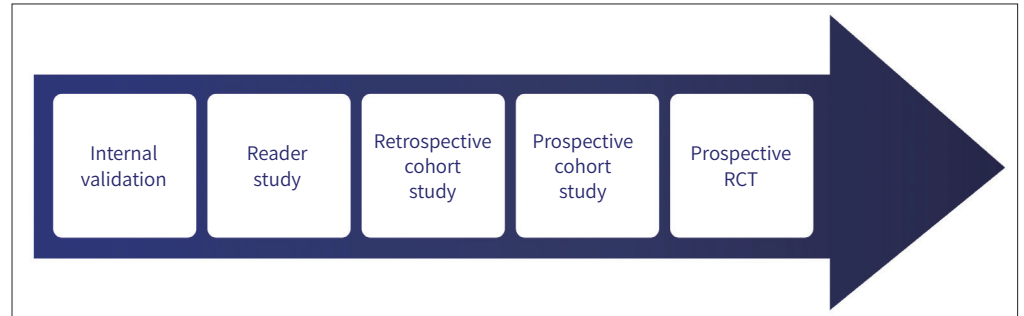 Internal
validation
Reader
study
Retrospective
cohort
study
Prospective
cohort
study
Prospective
RCT